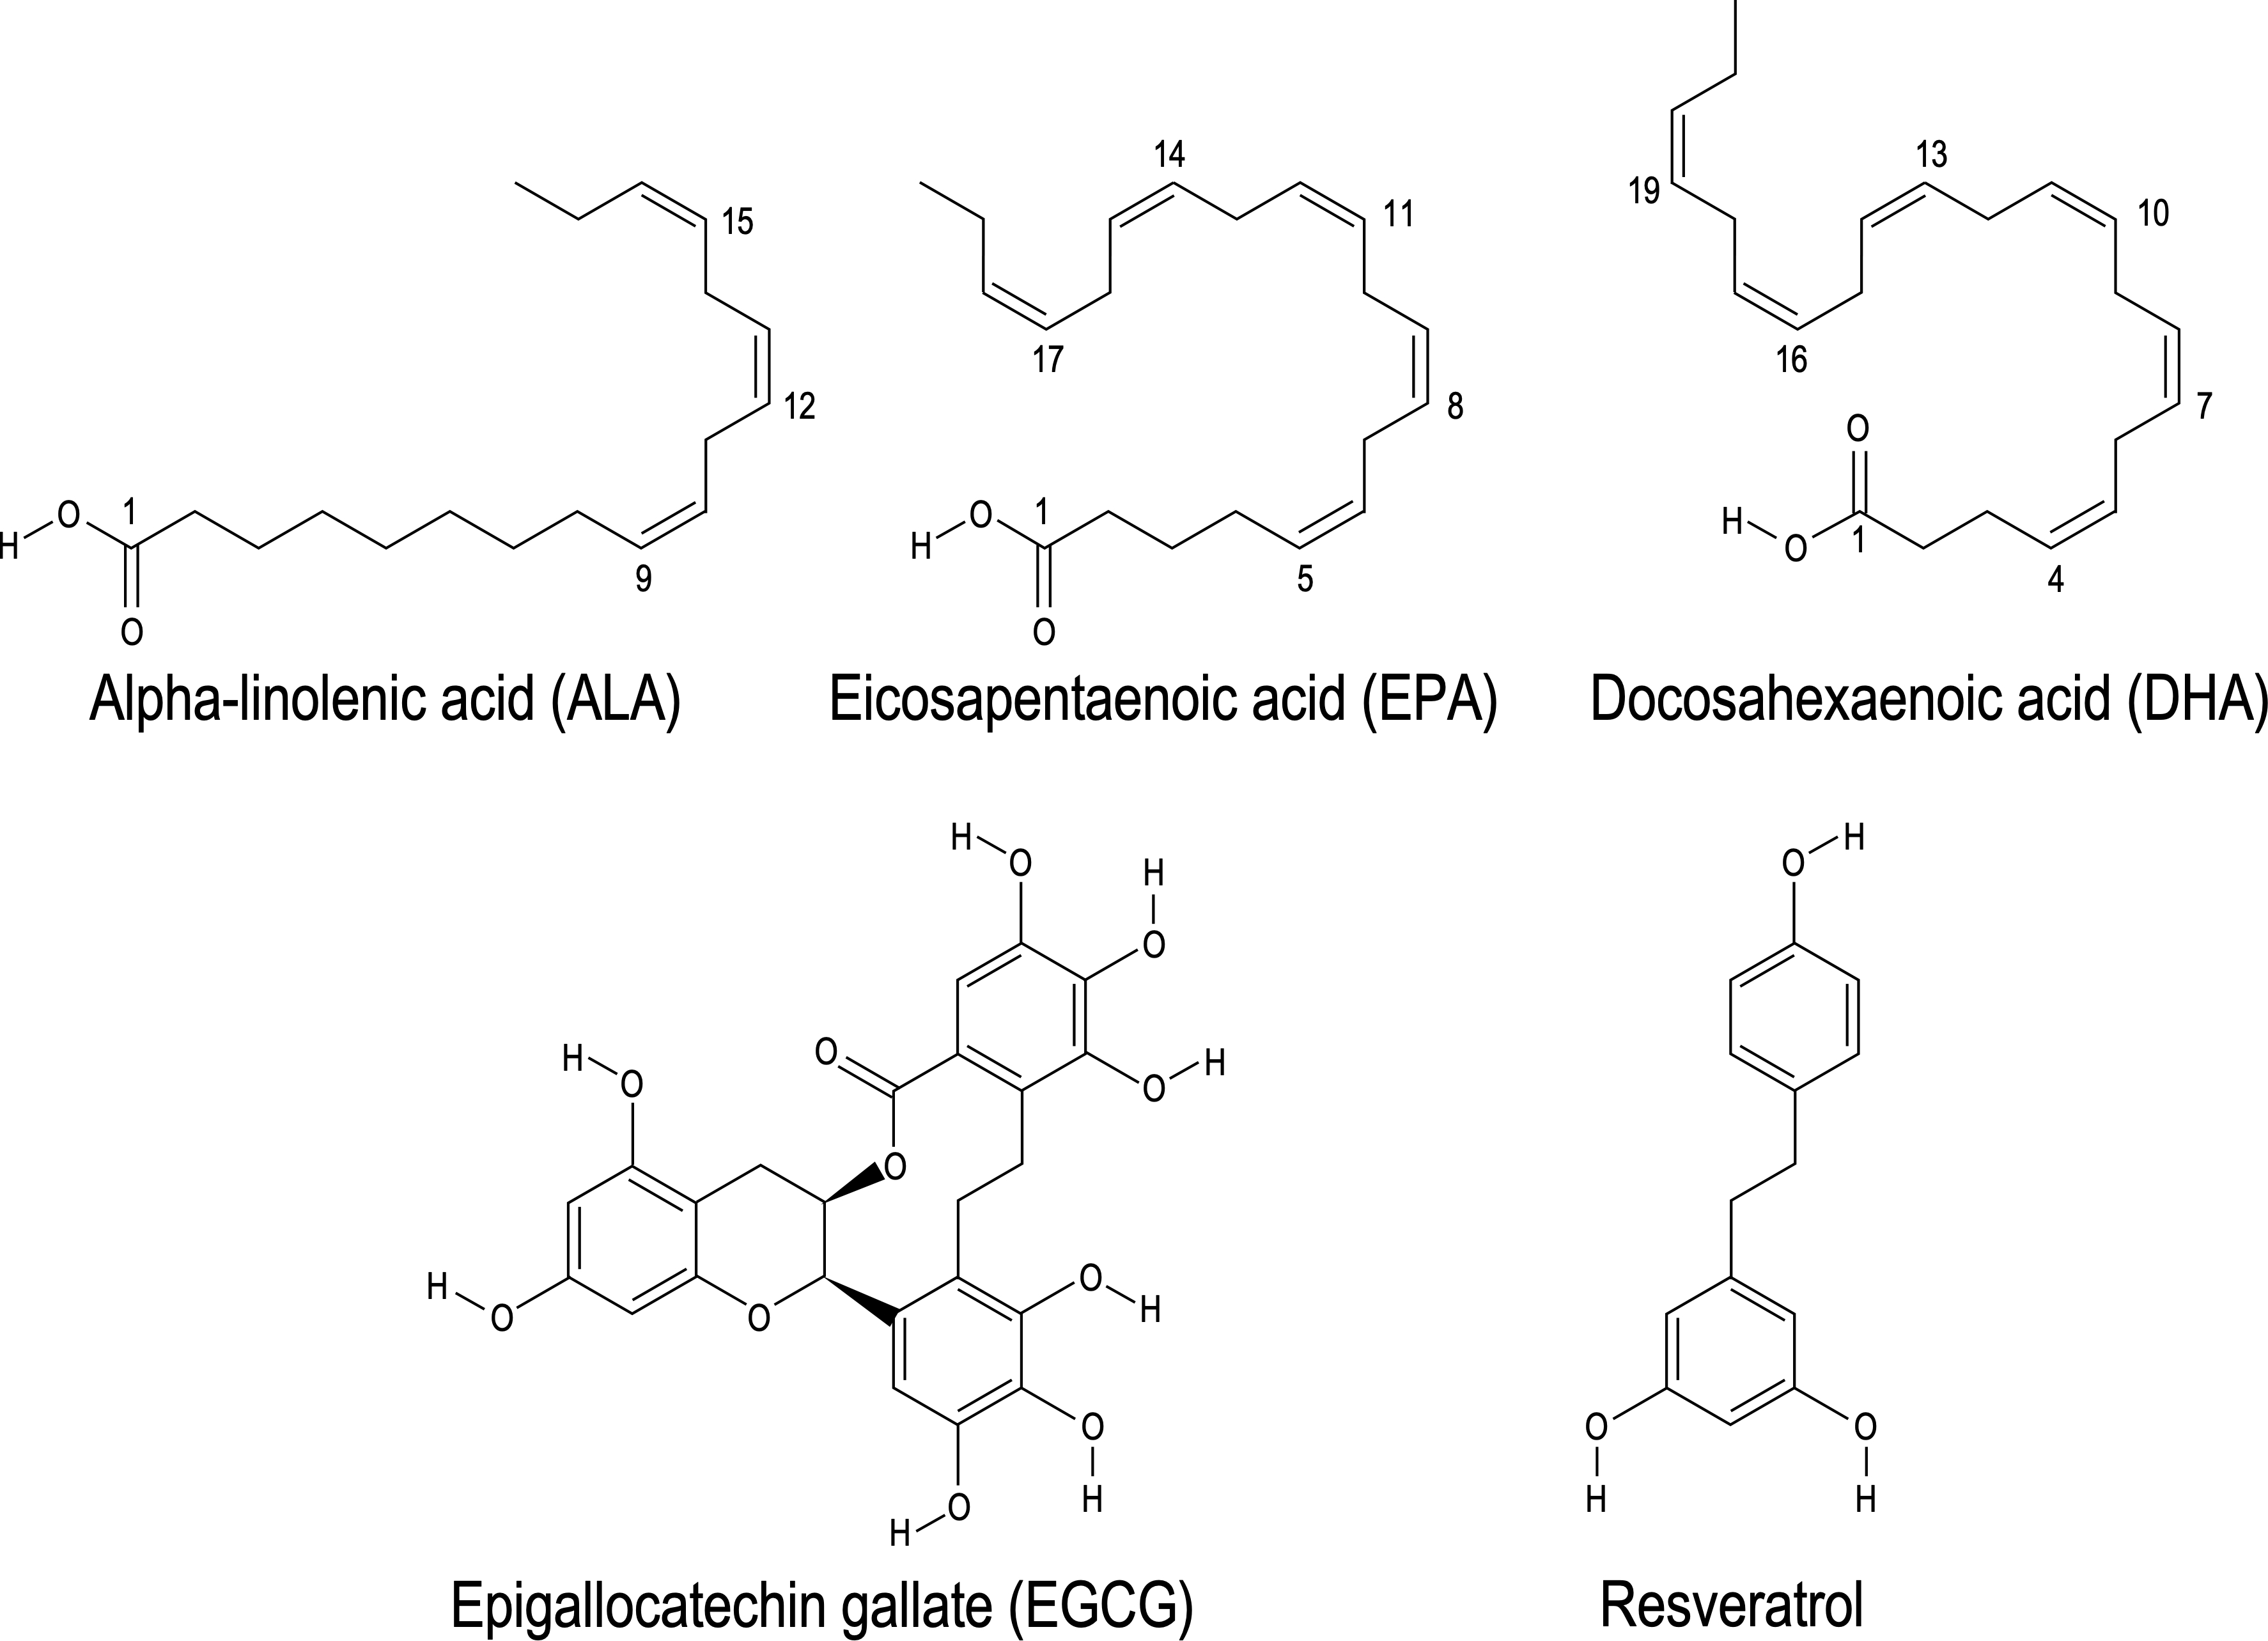 14
13
15
11
19
10
17
16
12
8
7
O
H O 1
H O 1
H O 1
9
5
4
O
O
Alpha-linolenic acid (ALA)
Eicosapentaenoic acid (EPA)
Docosahexaenoic acid (DHA)
H O
H
O
O H
O
H O
O
O H
H O
O
O H
O
H
O
H
H O
O H
O
H
O
H
Epigallocatechin gallate (EGCG)
Resveratrol